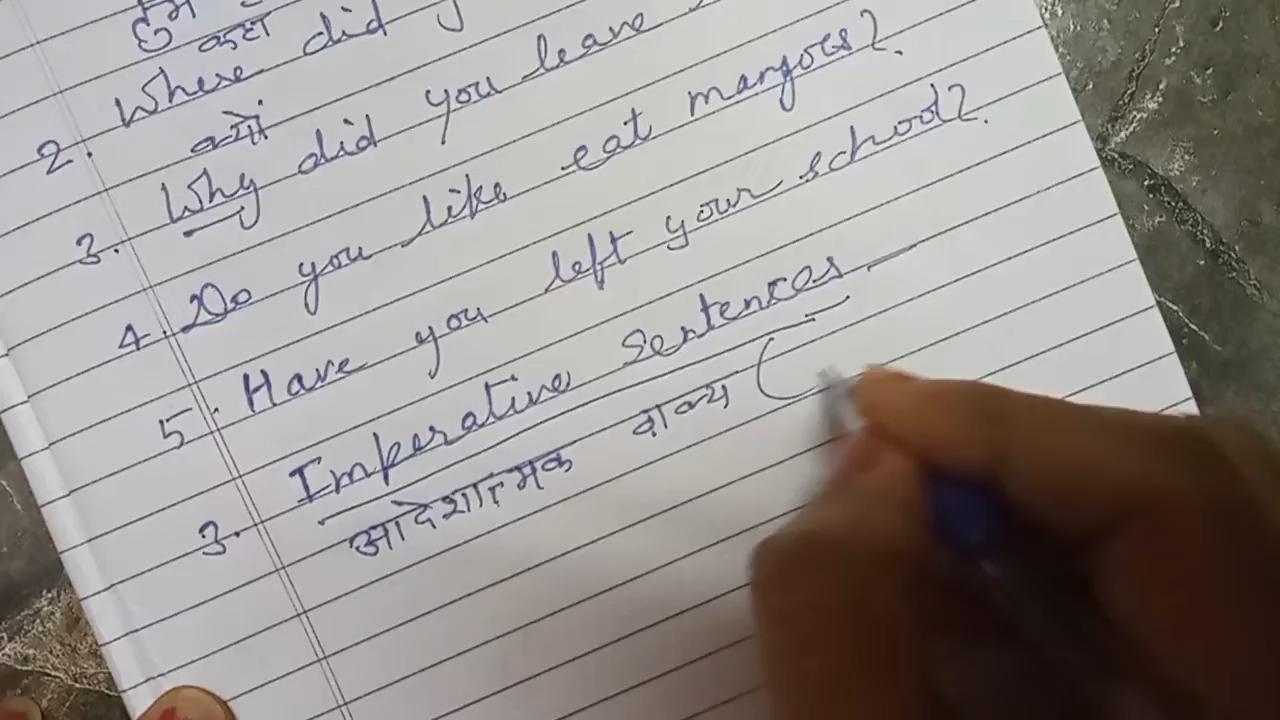 कहाँ
2. Where did
क्यों
3. Why did you leave
4. Do you like eat mangoes?
5. Have you left your school?
3. Imperative Sentences —
आदेशात्मक वाक्य (